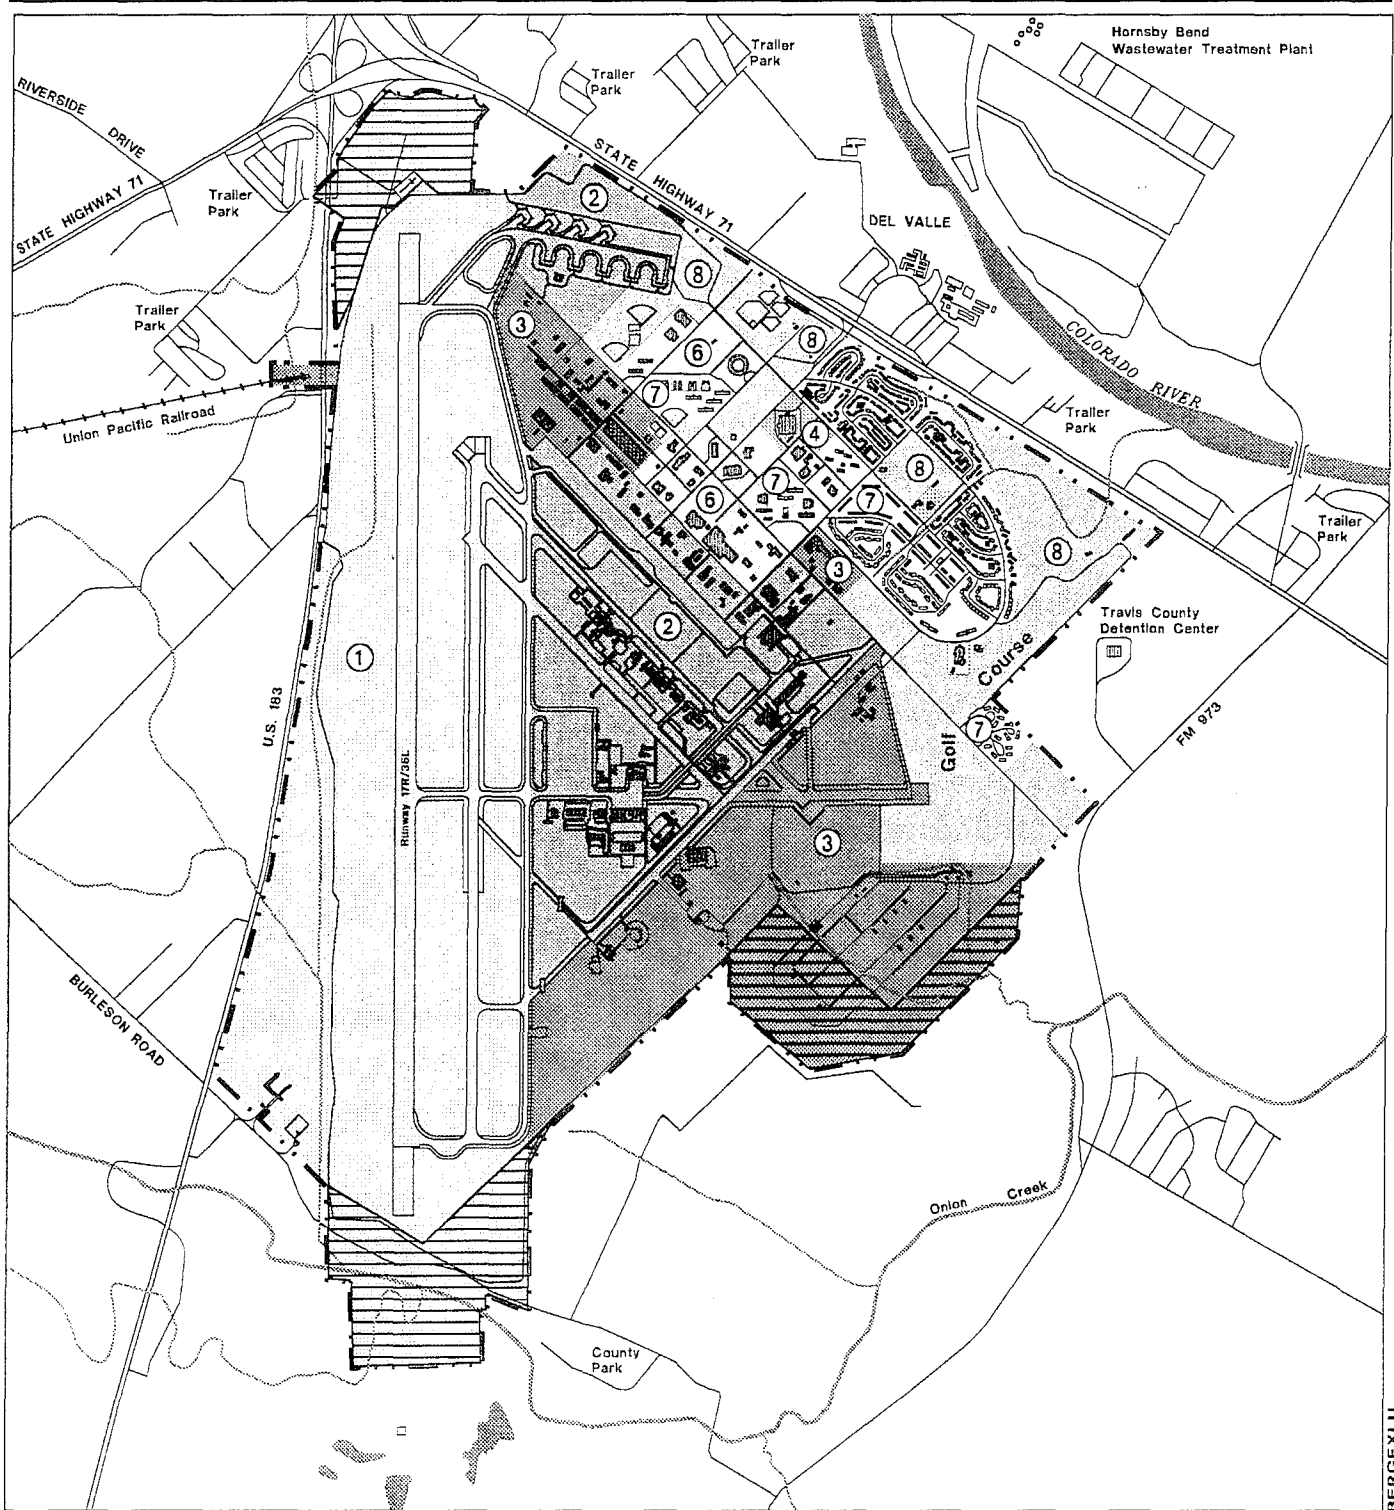 Hornsby Bend
Wastewater Treatment Plant
Trailer
Park
Trailer
Park
RIVERSIDE
DRIVE
STATE HIGHWAY 71
STATE HIGHWAY 71
Trailer
Park
2
DEL VALLE
8
Trailer
Park
3
8
6
COLORADO RIVER
7
Union Pacific Railroad
Trailer
Park
4
8
7
6
7
Trailer
Park
8
3
Travis County
Detention Center
2
1
Golf Course
U.S. 183
7
FM 973
Runway 17R/35L
3
BURLESON ROAD
Onion Creek
County
Park